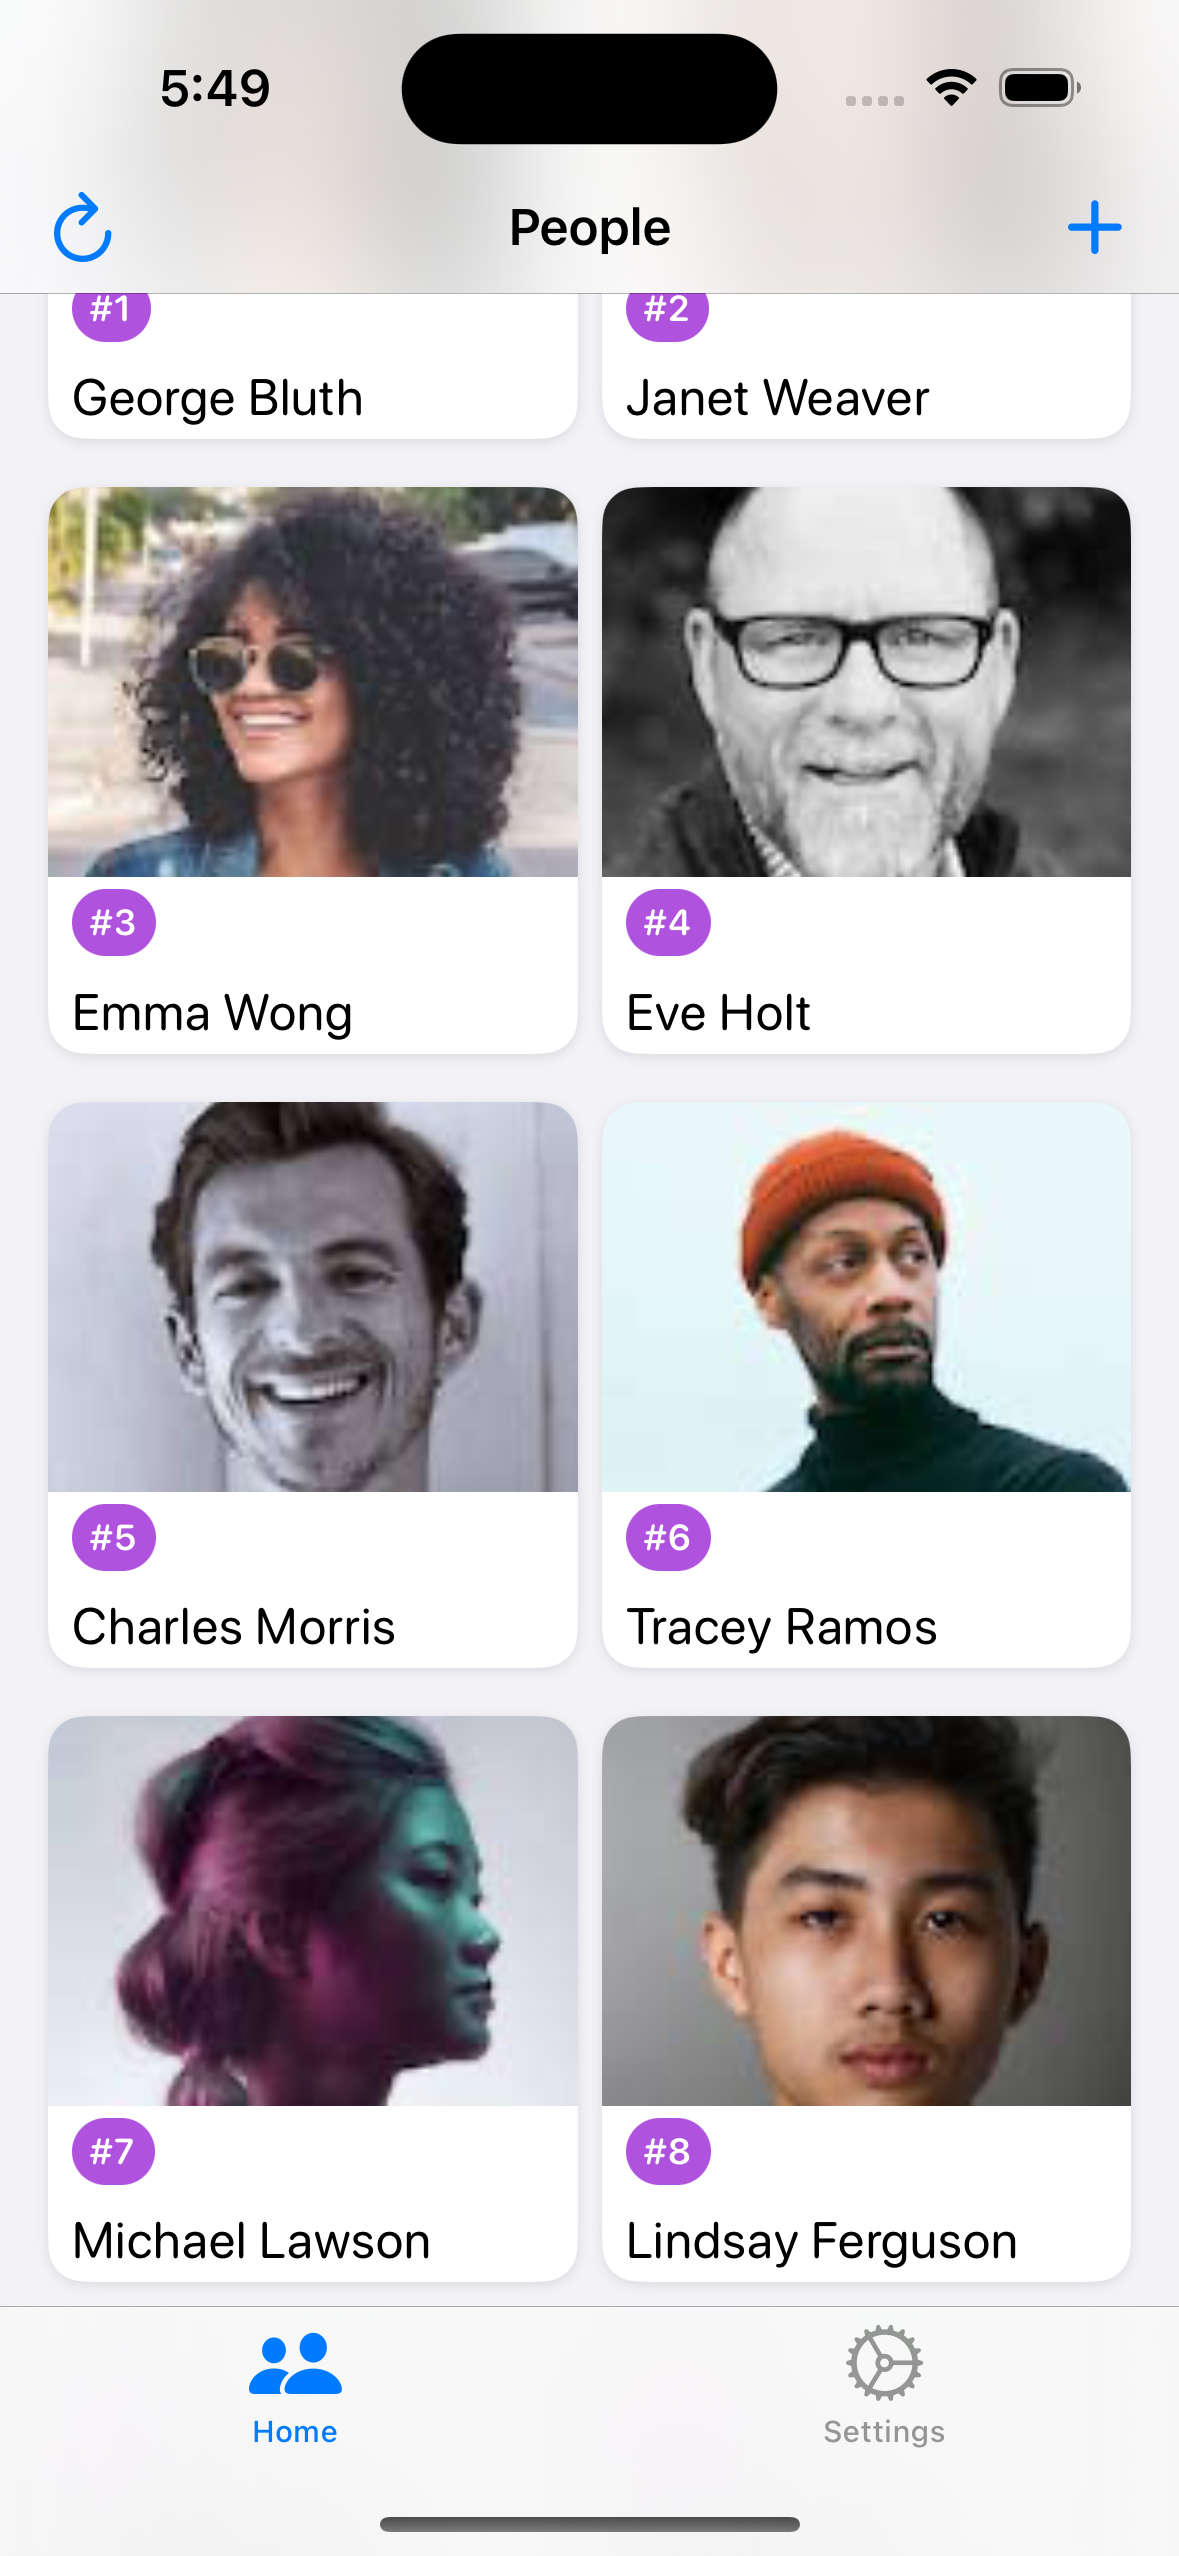 5:49
People
#1
#2
George Bluth
Janet Weaver
#3
#4
Emma Wong
Eve Holt
#5
#6
Charles Morris
Tracey Ramos
#7
#8
Michael Lawson
Lindsay Ferguson
Home
Settings